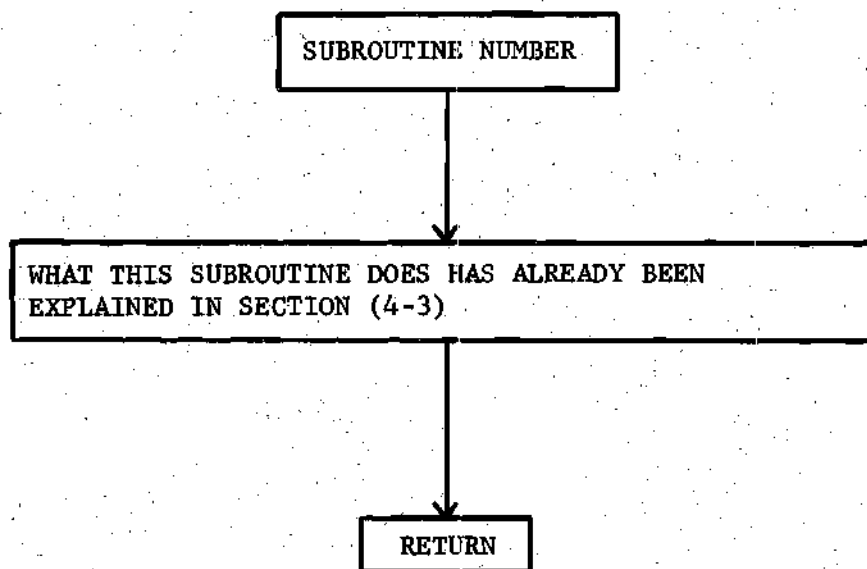 SUBROUTINE NUMBER
WHAT THIS SUBROUTINE DOES HAS ALREADY BEEN
EXPLAINED IN SECTION (4-3)
RETURN